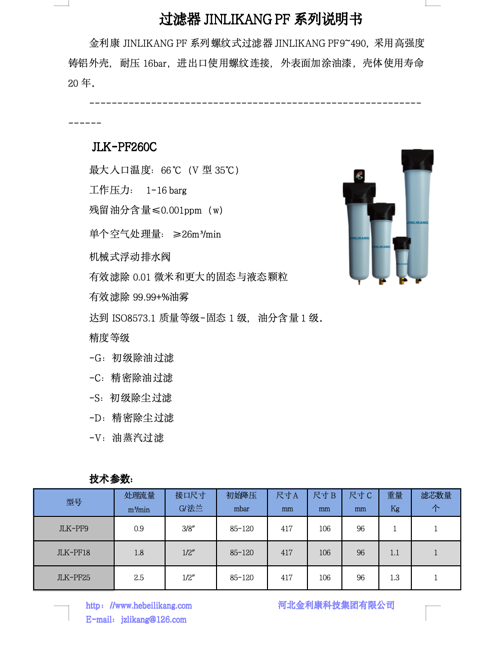 过滤器 JINLIKANG PF 系列说明书
金利康 JINLIKANG PF 系列螺纹式过滤器 JINLIKANG PF9~490, 采用高强度
铸铝外壳，耐压 16bar，进出口使用螺纹连接，外表面加涂油漆，壳体使用寿命
20 年。
------------------------------------------------------------
------
JLK-PF260C
最大入口温度：66℃（V 型 35℃）
工作压力： 1-16 barg
残留油分含量≤0.001ppm（w）
单个空气处理量： ≥26m³/min
机械式浮动排水阀
有效滤除 0.01 微米和更大的固态与液态颗粒
有效滤除 99.99+%油雾
达到 ISO8573.1 质量等级-固态 1 级，油分含量 1 级。
精度等级
-G：初级除油过滤
-C：精密除油过滤
-S：初级除尘过滤
-D：精密除尘过滤
-V：油蒸汽过滤
JINLIKANG
JINLIKANG
JINLIKANG
JINLIKANG
技术参数：
型号 处理流量 m³/min 接口尺寸 G/法兰 初始降压 mbar 尺寸 A mm 尺寸 B mm 尺寸 C mm 重量 Kg 滤芯数量 个
JLK-PF9 0.9 3/8″ 85-120 417 106 96 1 1
JLK-PF18 1.8 1/2″ 85-120 417 106 96 1.1 1
JLK-PF25 2.5 1/2″ 85-120 417 106 96 1.3 1
http：//www.hebeilikang.com 河北金利康科技集团有限公司
E-mail：jzlikang@126.com